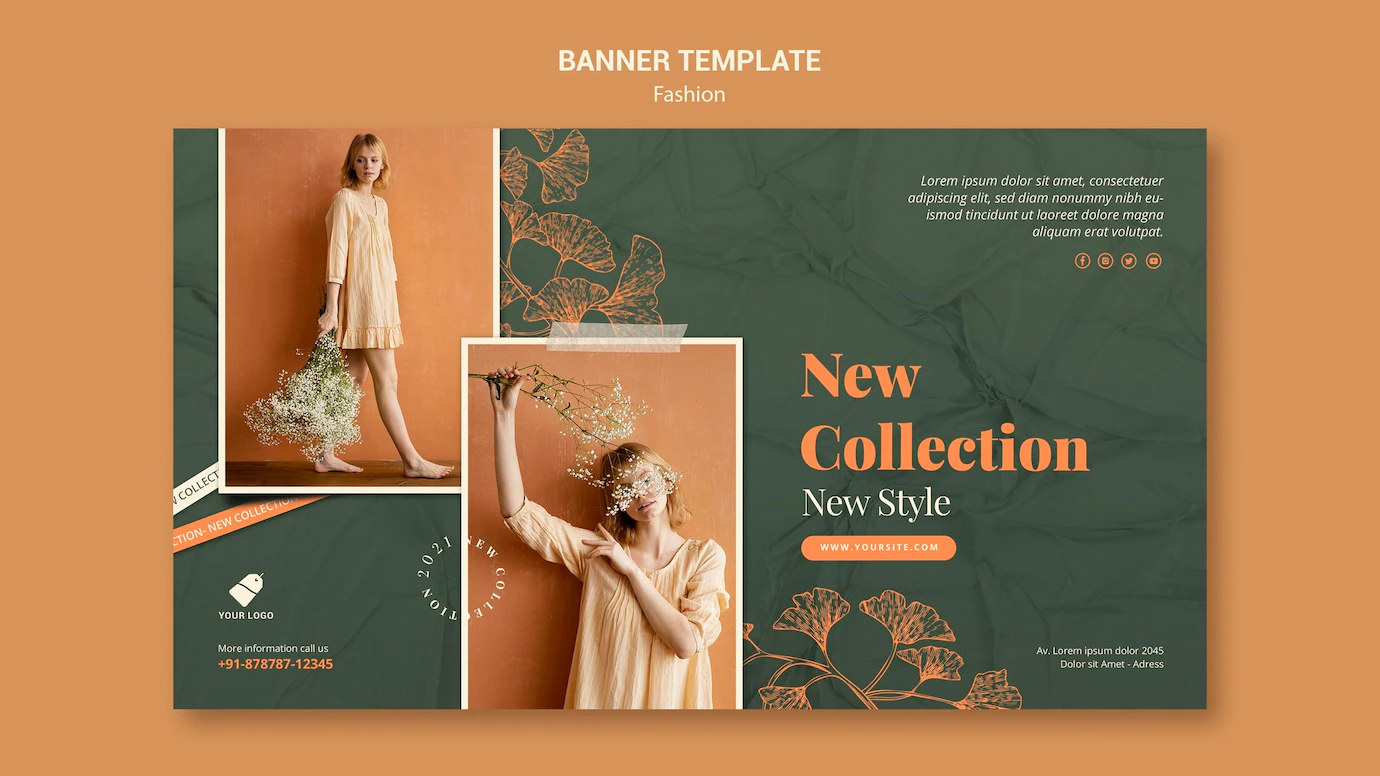 BANNER TEMPLATE
Fashion
Lorem ipsum dolor sit amet, consectetuer
adipiscing elit, sed diam nonummy nibh eu-
ismod tincidunt ut laoreet dolore magna
aliquam erat volutpat.
New
Collection
New Style
WWW.YOURSITE.COM
W COLLECT
CTION- NEW COLLECTION
2021 NEW COLLECTION
YOUR LOGO
More information call us
+91-878787-12345
Av. Lorem ipsum dolor 2045
Dolor sit Amet - Adress